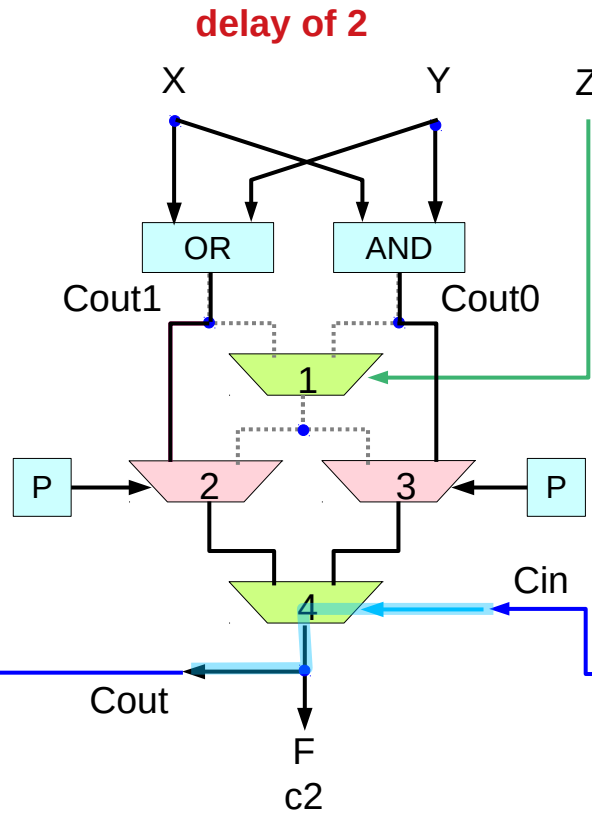 delay of 2
X Y Z
OR AND
Cout1 Cout0
1
P 2 3 P
4 Cin
Cout
F
c2